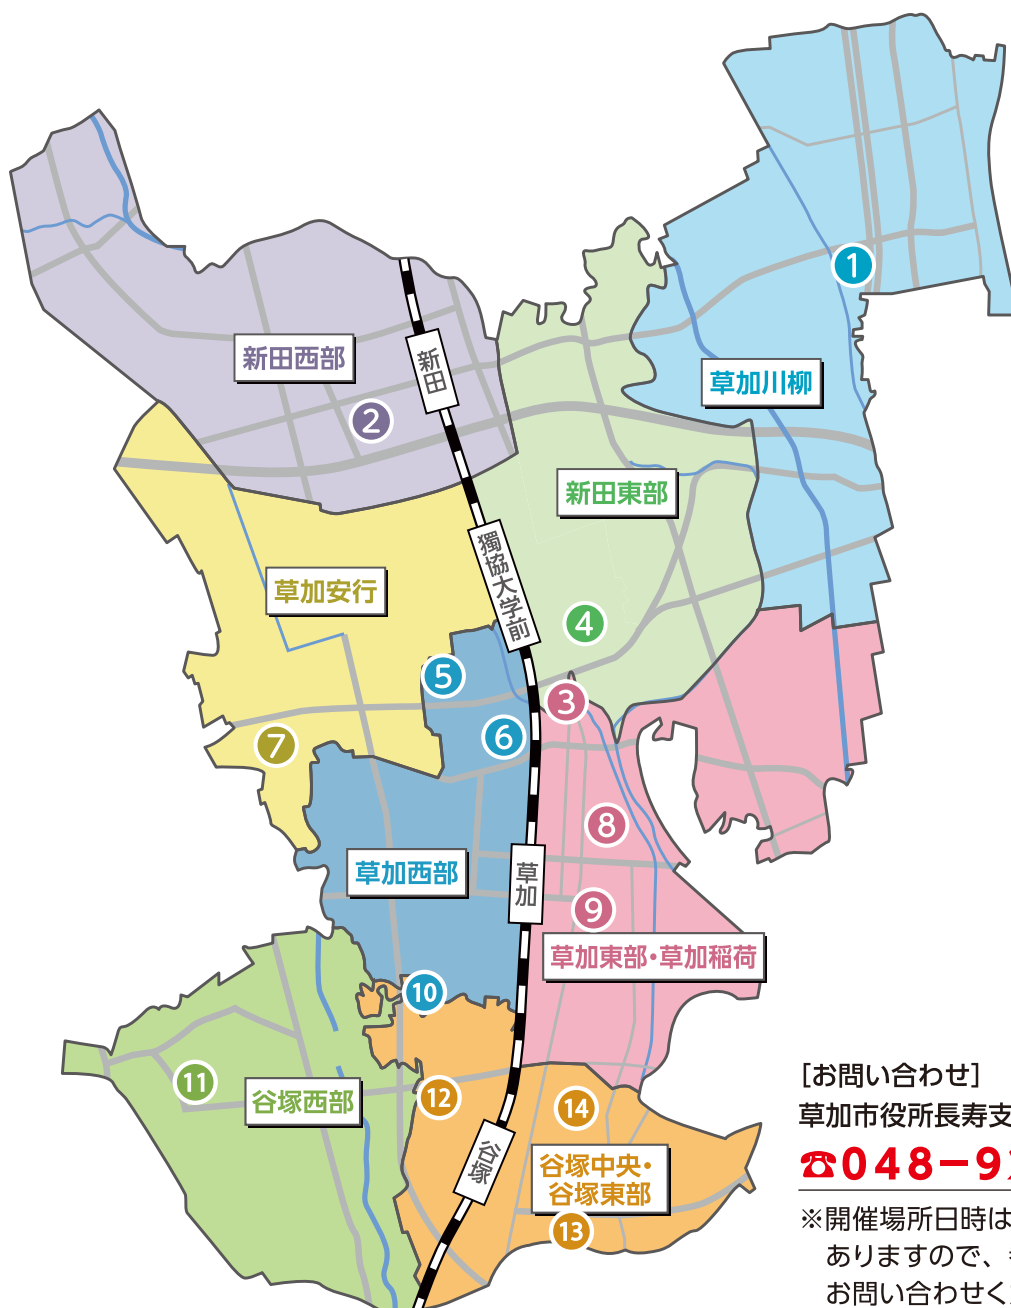 1
新田
新田西部
草加川柳
2
新田東部
獨協大学前
草加安行
4
5
3
6
7
8
草加
草加西部
9
草加東部・草加稲荷
10
11
12
14
谷塚西部
谷塚
谷塚中央・
谷塚東部
13
［お問い合わせ］
草加市役所長寿支
☎048−9
※開催場所日時は
ありますので、
お問い合わせく